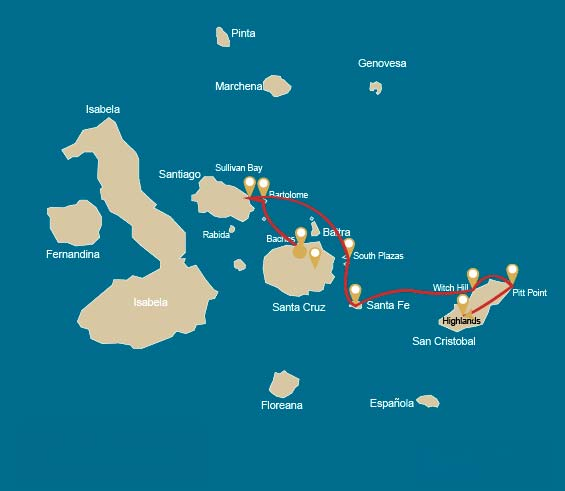 Pinta
Genovesa
Marchena
Isabela
Sullivan Bay
Santiago
Bartolome
Rabida
Bachas
Baltra
Fernandina
South Plazas
Witch Hill
Pitt Point
Isabela
Santa Cruz
Santa Fe
Highlands
San Cristobal
Floreana
Española